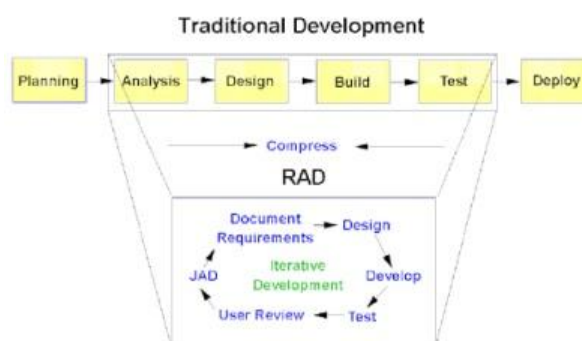 Traditional Development
Planning
Analysis
Design
Build
Test
Deploy
Compress
RAD
Document
Requirements
Design
JAD
Iterative
Development
Develop
User Review
Test